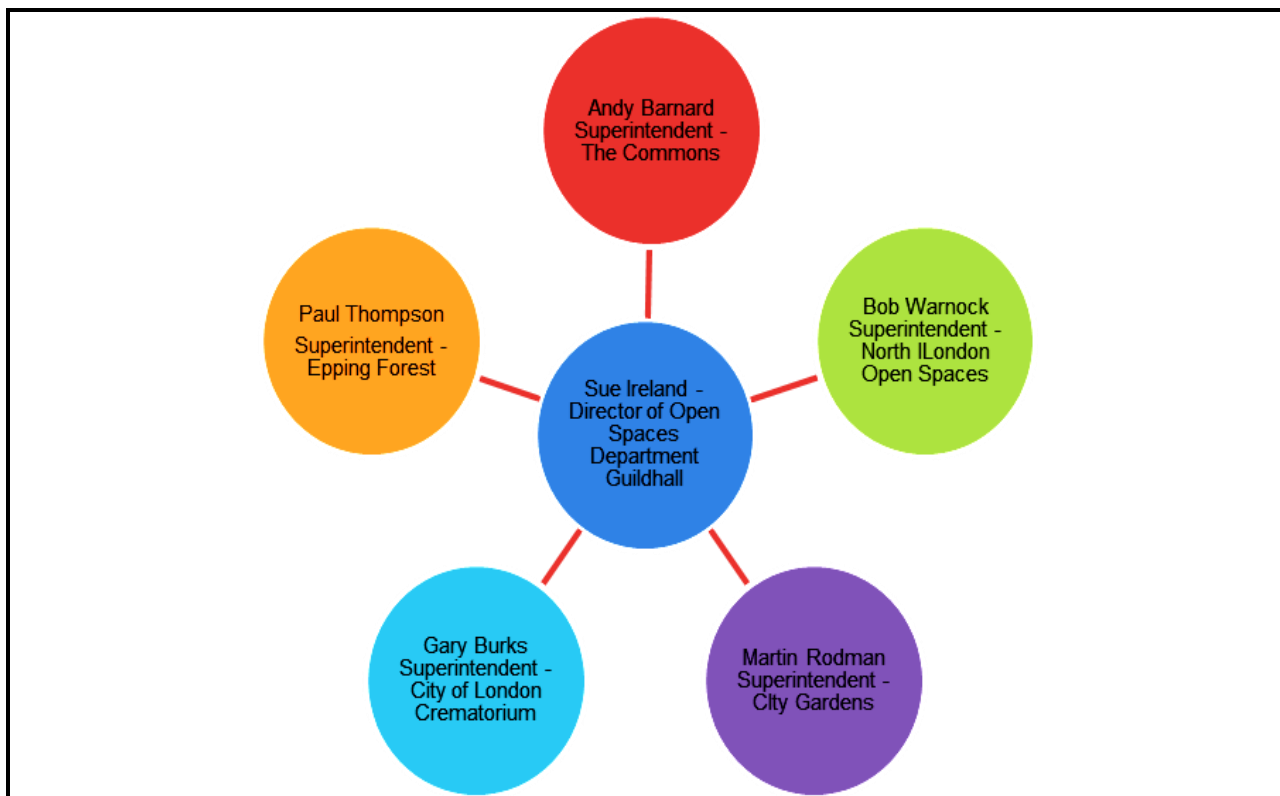 Andy Barnard
Superintendent -
The Commons
Paul Thompson
Superintendent -
Epping Forest
Bob Warnock
Superintendent -
North lLondon
Open Spaces
Sue Ireland -
Director of Open
Spaces
Department
Guildhall
Gary Burks
Superintendent -
City of London
Crematorium
Martin Rodman
Superintendent -
CIty Gardens